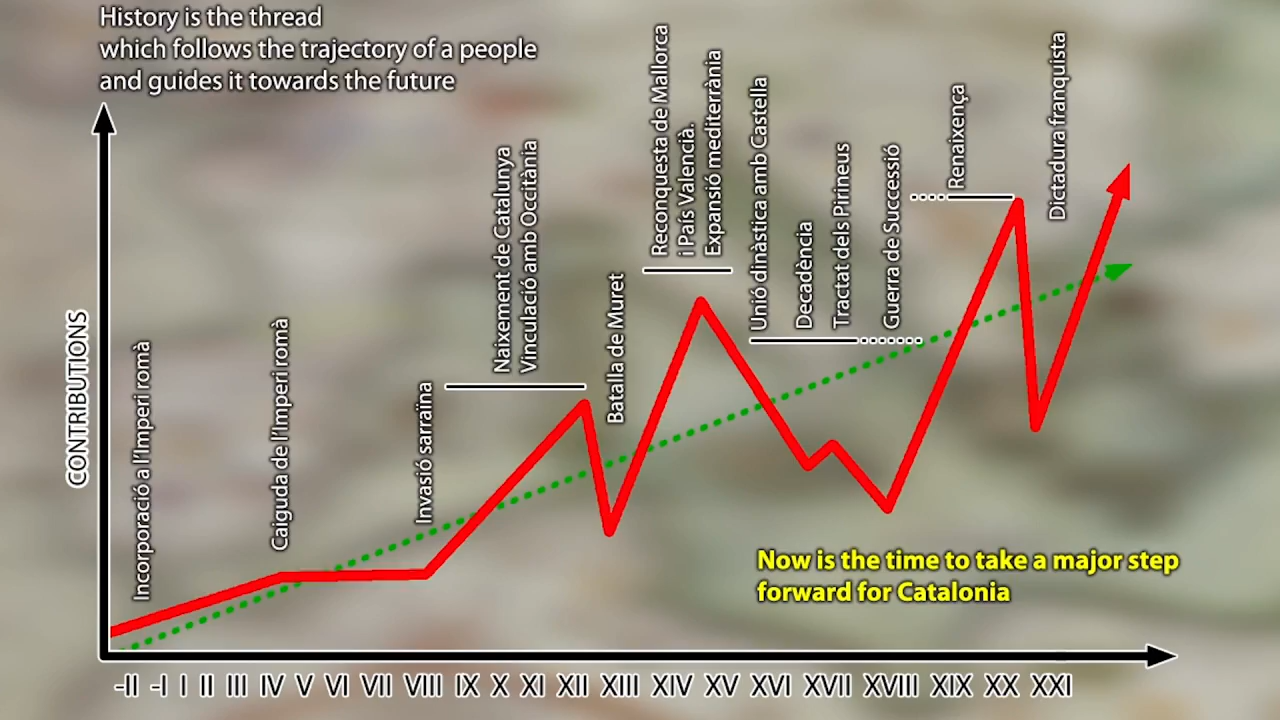 History is the thread
which follows the trajectory of a people
and guides it towards the future
CONTRIBUTIONS
Incorporació a l'Imperi romà
Caiguda de l'Imperi romà
Invasió sarraïna
Naixement de Catalunya
Vinculació amb Occitània
Batalla de Muret
Reconquesta de Mallorca
i País Valencià.
Expansió mediterrània
Unió dinàstica amb Castella
Decadència
Tractat dels Pirineus
Guerra de Successió
Renaixença
Dictadura franquista
Now is the time to take a major step
forward for Catalonia
-II -I I II III IV V VI VII VIII IX X XI XII XIII XIV XV XVI XVII XVIII XIX XX XXI